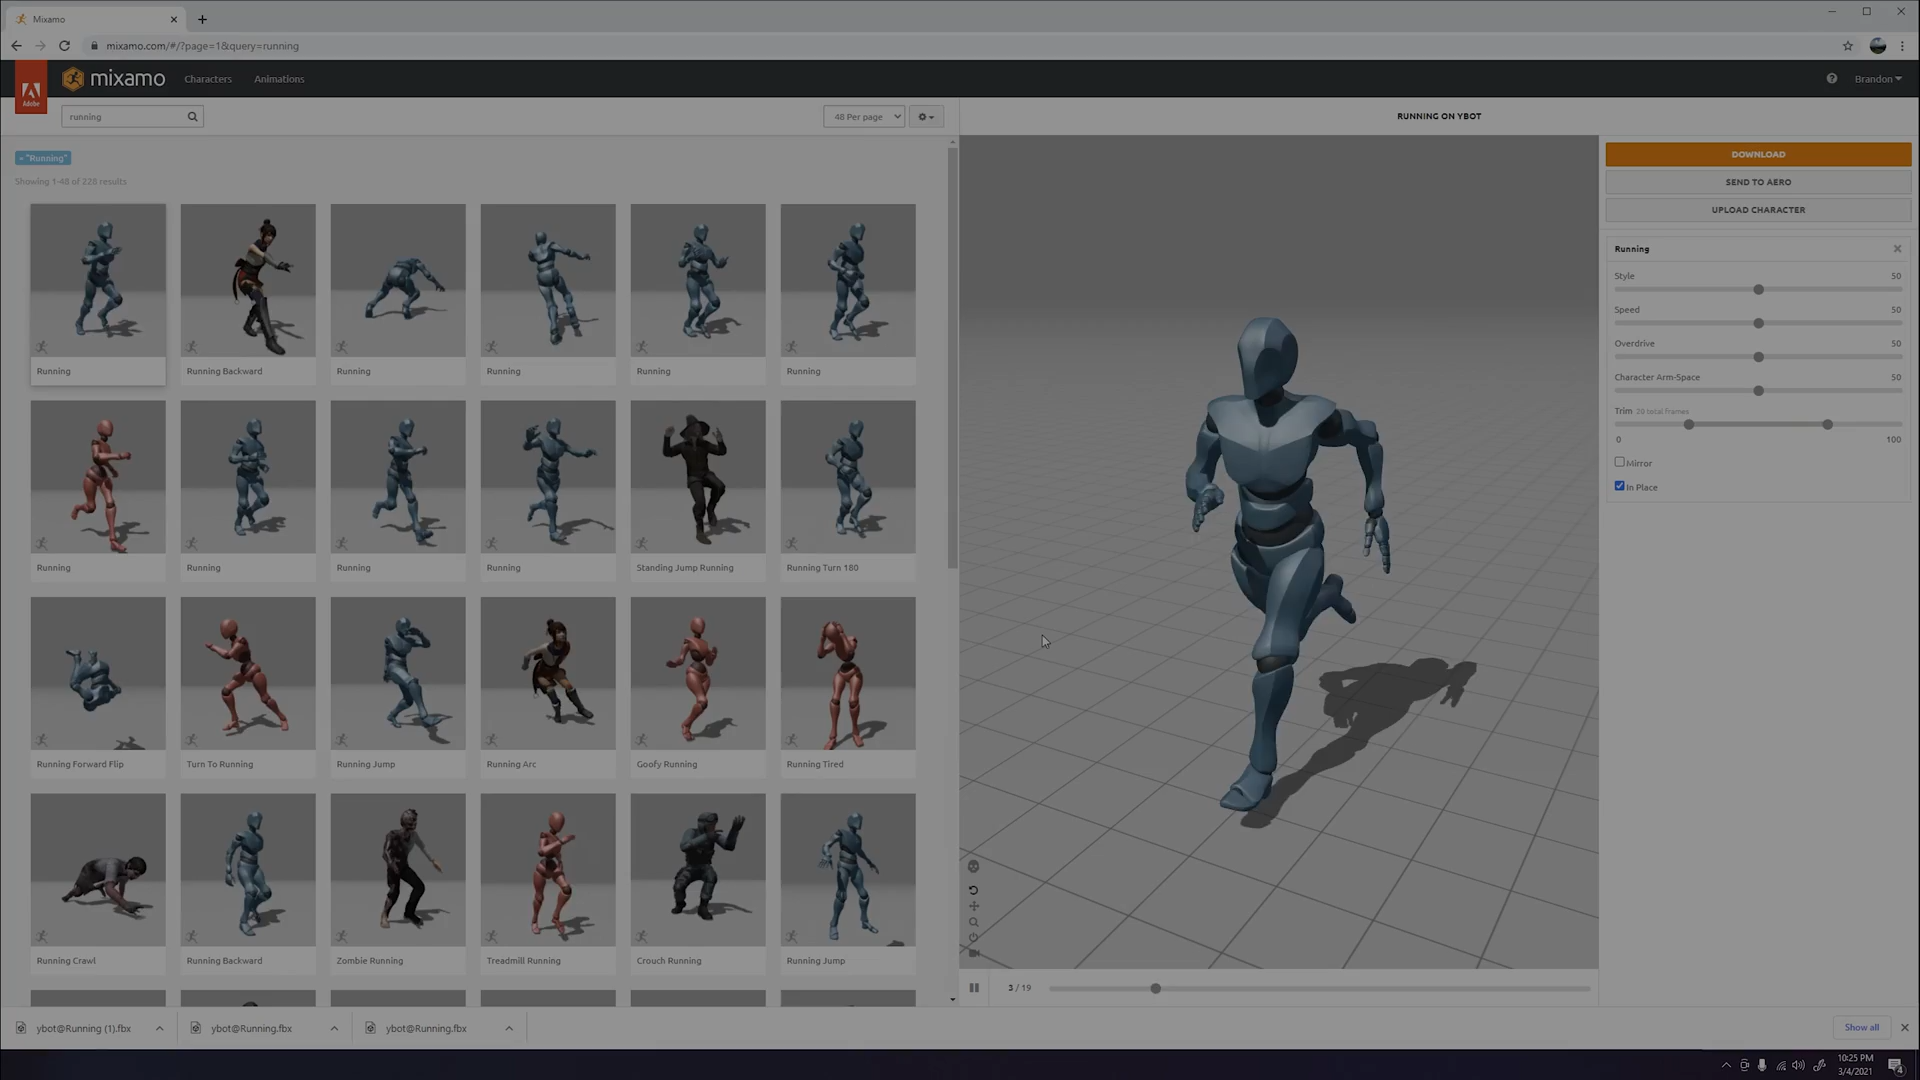 Mixamo
mixamo.com/#/?page=1&query=running
Adobe
mixamo
Characters
Animations
Brandon
running
48 Per page
RUNNING ON YBOT
"Running"
Showing 1-48 of 228 results
DOWNLOAD
SEND TO AERO
UPLOAD CHARACTER
Running
Style
50
Speed
50
Overdrive
50
Character Arm-Space
50
Trim 20 total frames
0
100
Mirror
In Place
Running
Running Backward
Running
Running
Running
Running
Running
Running
Running
Running
Standing Jump Running
Running Turn 180
Running Forward Flip
Turn To Running
Running Jump
Running Arc
Goofy Running
Running Tired
Running Crawl
Running Backward
Zombie Running
Treadmill Running
Crouch Running
Running Jump
3 / 19
ybot@Running (1).fbx
ybot@Running.fbx
ybot@Running.fbx
Show all
10:25 PM
3/4/2021
4